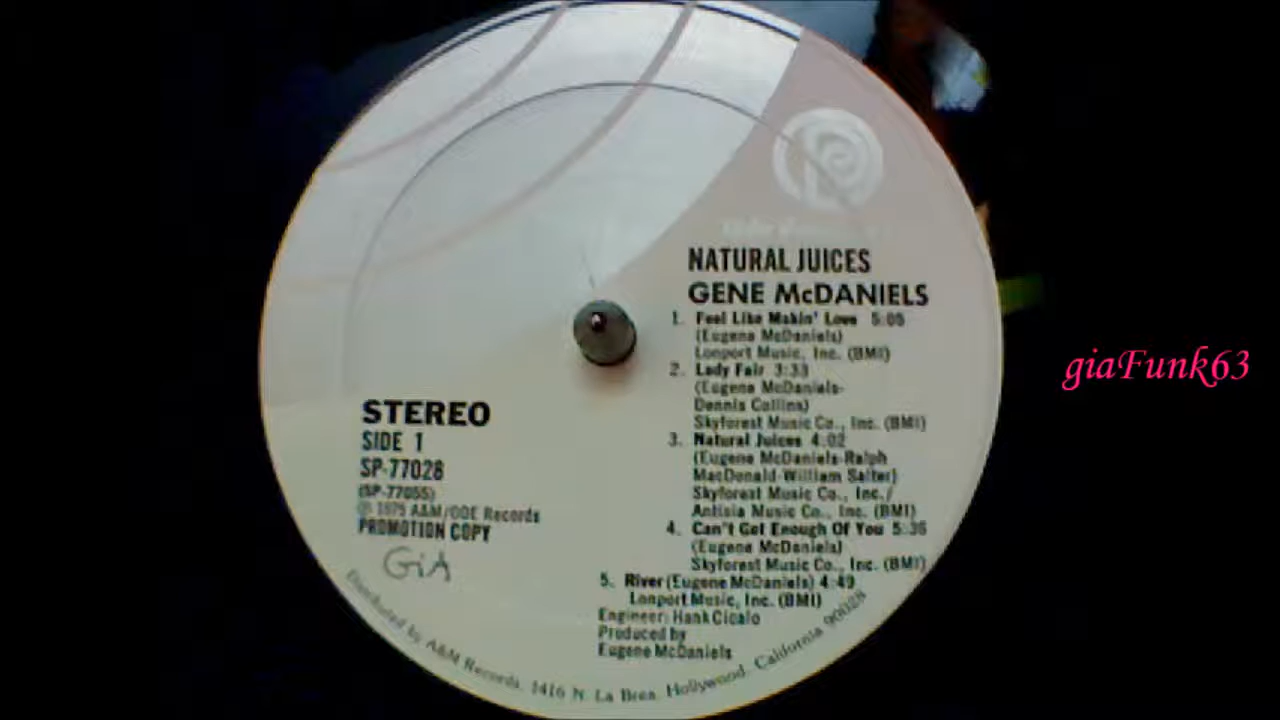 NATURAL JUICES
GENE McDANIELS
1. Feel Like Makin' Love 5:05
(Eugene McDaniels)
Lonport Music, Inc. (BMI)
2. Lady Fair 3:33
(Eugene McDaniels-
Dennis Collins)
Skyforest Music Co., Inc. (BMI)
3. Natural Juices 4:02
(Eugene McDaniels-Ralph
MacDonald-William Salter)
Skyforest Music Co., Inc./
Antisia Music Co., Inc. (BMI)
4. Can't Get Enough Of You 5:36
(Eugene McDaniels)
Skyforest Music Co., Inc. (BMI)
5. River (Eugene McDaniels) 4:49
Lonport Music, Inc. (BMI)
Engineer: Hank Cicalo
Produced by
Eugene McDaniels
STEREO
SIDE 1
SP-77028
(SP-77055)
℗ 1975 A&M/ODE Records
PROMOTION COPY
GiA
Distributed by A&M Records, 1416 N. La Brea, Hollywood, California 90028
giaFunk63